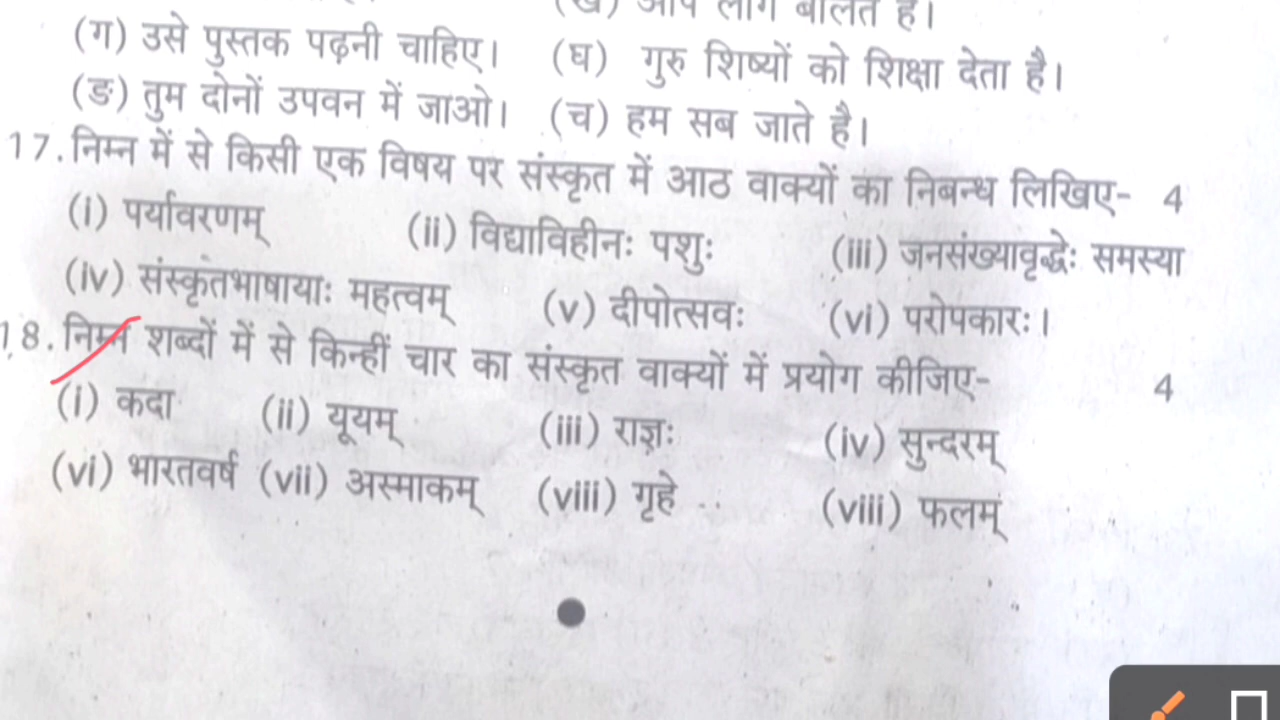 (ख) आप लोग बोलते हैं।
(ग) उसे पुस्तक पढ़नी चाहिए। (घ) गुरु शिष्यों को शिक्षा देता है।
(ङ) तुम दोनों उपवन में जाओ। (च) हम सब जाते है।
17. निम्न में से किसी एक विषय पर संस्कृत में आठ वाक्यों का निबन्ध लिखिए- 4
(i) पर्यावरणम् (ii) विद्याविहीनः पशुः (iii) जनसंख्यावृद्धेः समस्या
(iv) संस्कृतभाषायाः महत्वम् (v) दीपोत्सवः (vi) परोपकारः।
18. निम्न शब्दों में से किन्हीं चार का संस्कृत वाक्यों में प्रयोग कीजिए- 4
(i) कदा (ii) यूयम् (iii) राज्ञः (iv) सुन्दरम्
(vi) भारतवर्ष (vii) अस्माकम् (viii) गृहे (viii) फलम्